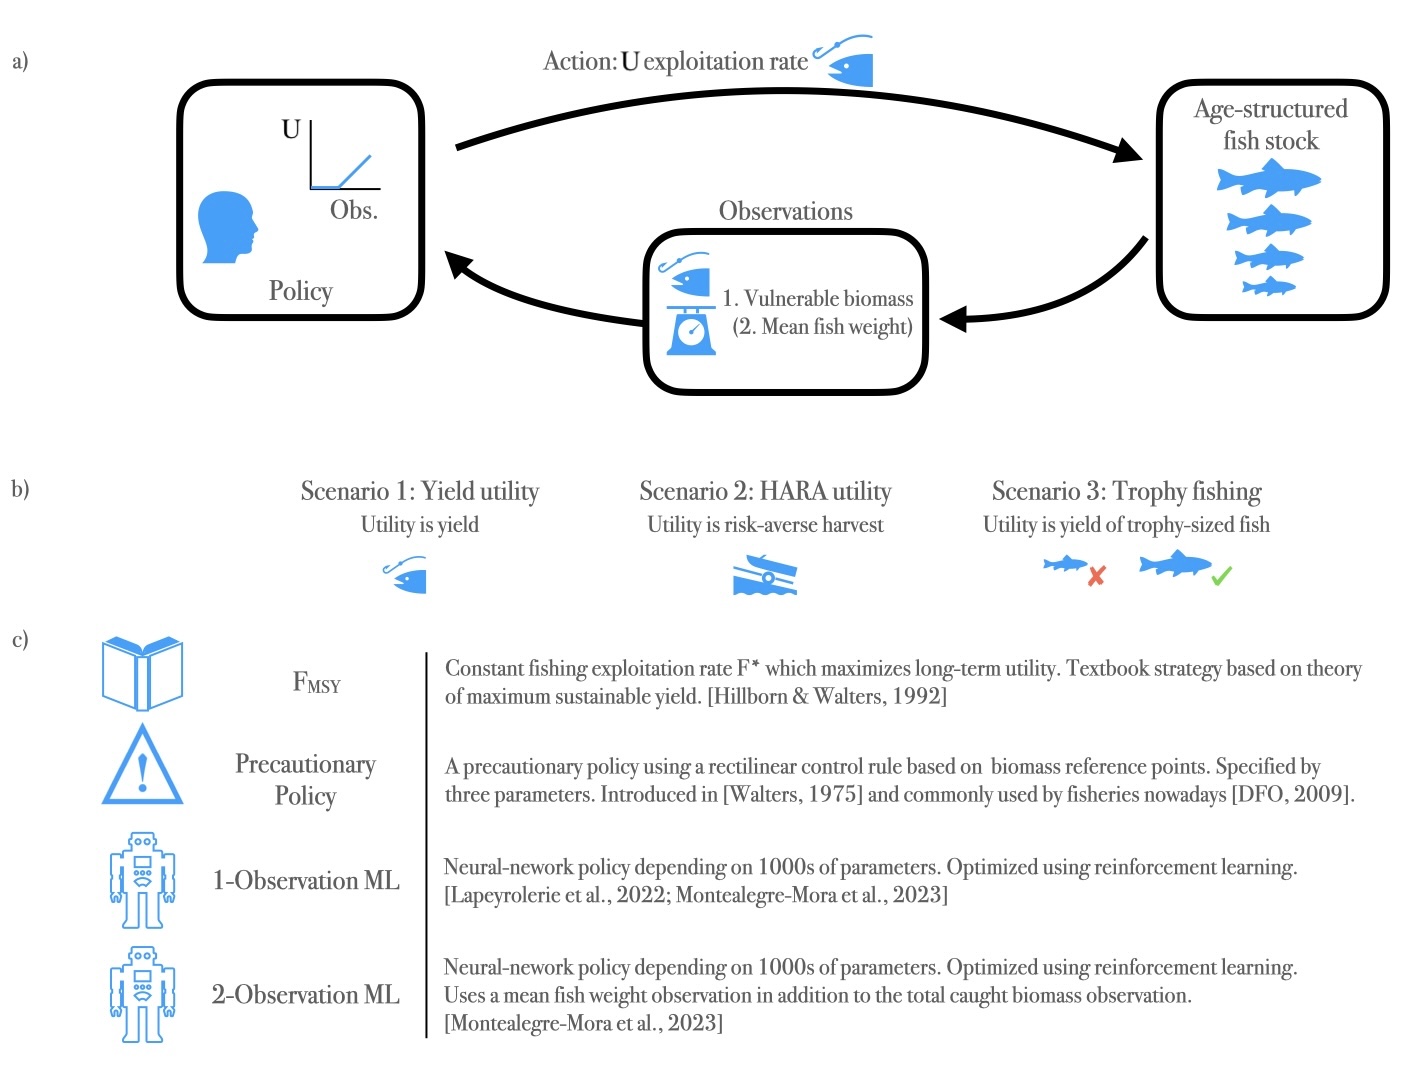 a)
Action: U exploitation rate
U
Obs.
Policy
Age-structured
fish stock
Observations
1. Vulnerable biomass
(2. Mean fish weight)
b)
Scenario 1: Yield utility
Utility is yield
Scenario 2: HARA utility
Utility is risk-averse harvest
Scenario 3: Trophy fishing
Utility is yield of trophy-sized fish
c)
FMSY
Constant fishing exploitation rate F* which maximizes long-term utility. Textbook strategy based on theory
of maximum sustainable yield. [Hillborn & Walters, 1992]
Precautionary
Policy
A precautionary policy using a rectilinear control rule based on biomass reference points. Specified by
three parameters. Introduced in [Walters, 1975] and commonly used by fisheries nowadays [DFO, 2009].
1-Observation ML
Neural-nework policy depending on 1000s of parameters. Optimized using reinforcement learning.
[Lapeyrolerie et al., 2022; Montealegre-Mora et al., 2023]
2-Observation ML
Neural-nework policy depending on 1000s of parameters. Optimized using reinforcement learning.
Uses a mean fish weight observation in addition to the total caught biomass observation.
[Montealegre-Mora et al., 2023]